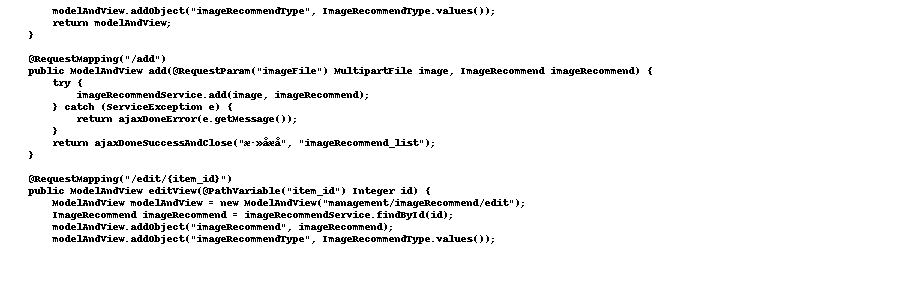 modelAndView.addObject("imageRecommendType", ImageRecommendType.values());
return modelAndView;
}
@RequestMapping("/add")
public ModelAndView add(@RequestParam("imageFile") MultipartFile image, ImageRecommend imageRecommend) {
try {
imageRecommendService.add(image, imageRecommend);
} catch (ServiceException e) {
return ajaxDoneError(e.getMessage());
}
return ajaxDoneSuccessAndClose("æ·»åæå", "imageRecommend_list");
}
@RequestMapping("/edit/{item_id}")
public ModelAndView editView(@PathVariable("item_id") Integer id) {
ModelAndView modelAndView = new ModelAndView("management/imageRecommend/edit");
ImageRecommend imageRecommend = imageRecommendService.findById(id);
modelAndView.addObject("imageRecommend", imageRecommend);
modelAndView.addObject("imageRecommendType", ImageRecommendType.values());